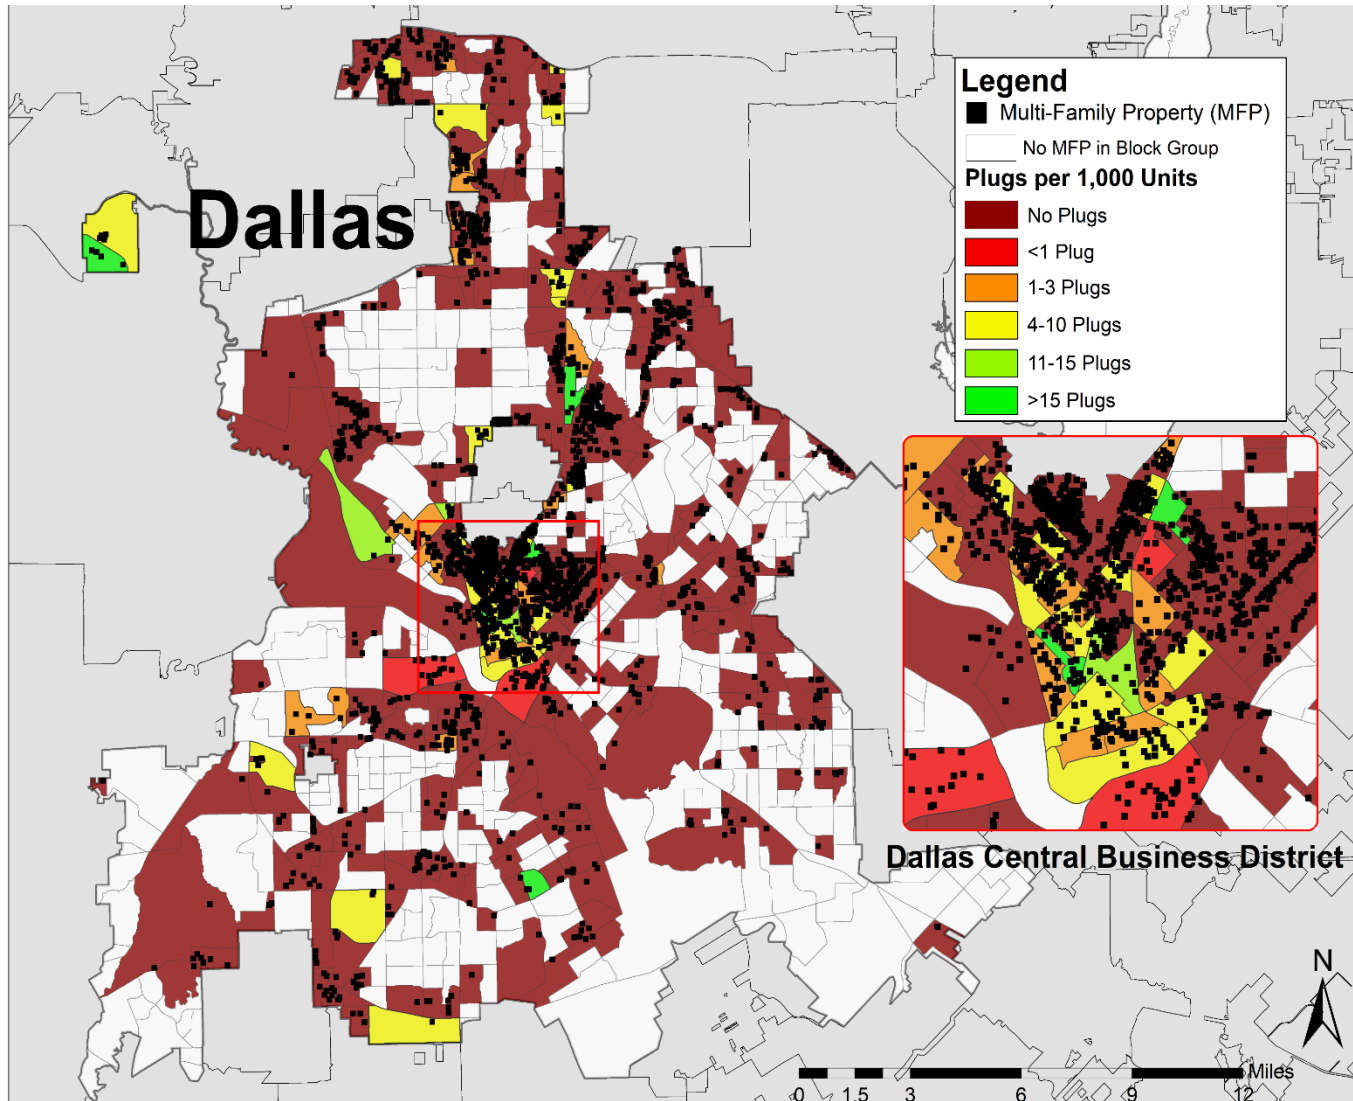 Legend
Multi-Family Property (MFP)
No MFP in Block Group
Plugs per 1,000 Units
No Plugs
<1 Plug
1-3 Plugs
4-10 Plugs
11-15 Plugs
>15 Plugs
Dallas
Dallas Central Business District
N
Miles
0 1.5 3 6 9 12